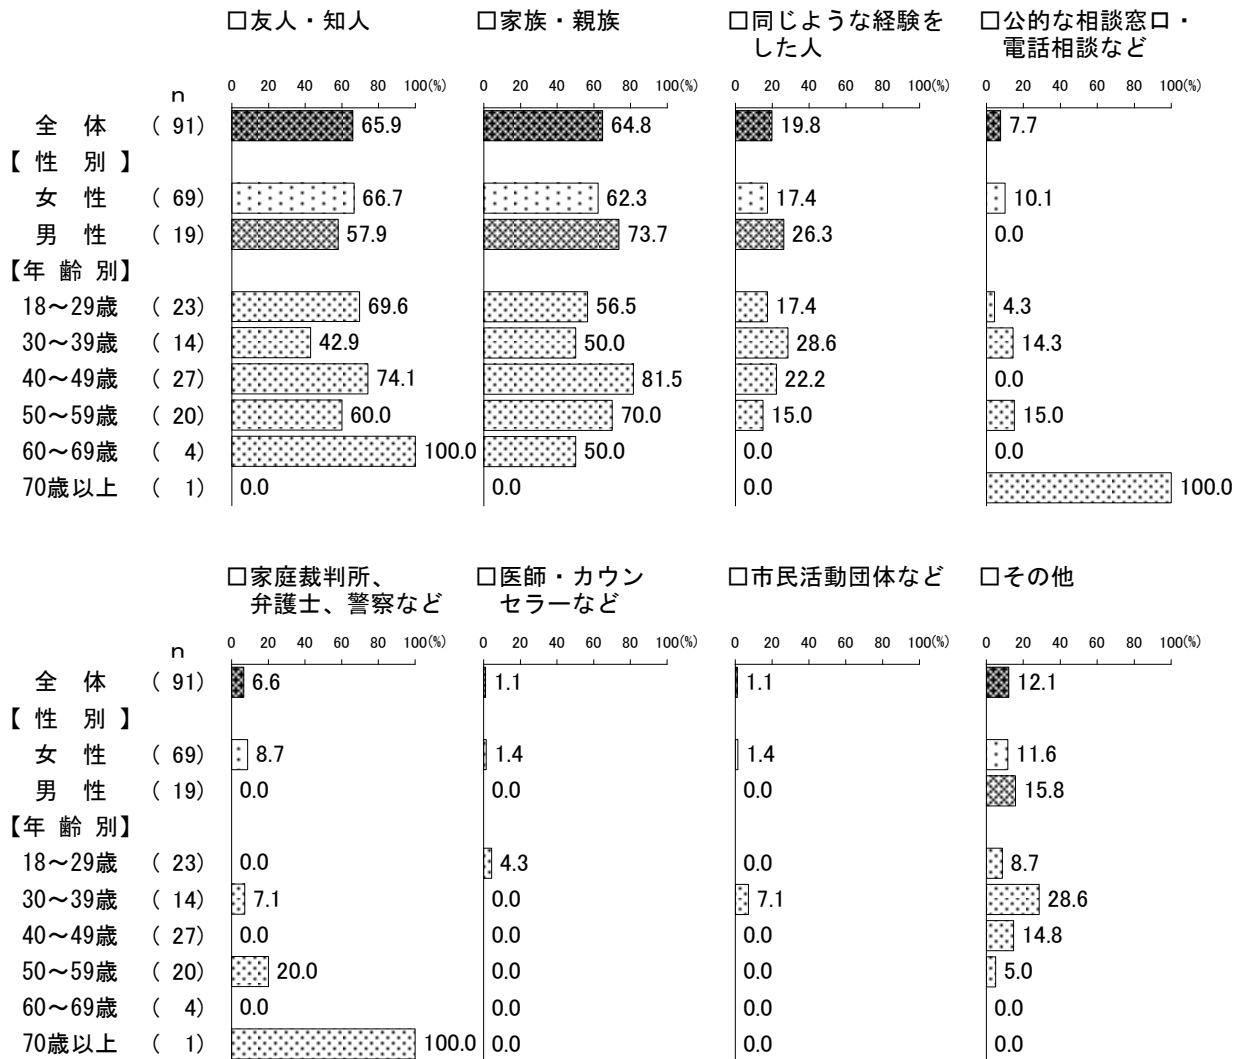 □友人・知人 □家族・親族 □同じような経験を □公的な相談窓口・
した人 電話相談など
0 20 40 60 80 100(%) 0 20 40 60 80 100(%) 0 20 40 60 80 100(%) 0 20 40 60 80 100(%)
n
全 体 ( 91) 65.9 64.8 19.8 7.7
【 性 別 】
女 性 ( 69) 66.7 62.3 17.4 10.1
男 性 ( 19) 57.9 73.7 26.3 0.0
【年 齢 別】
18～29歳 ( 23) 69.6 56.5 17.4 4.3
30～39歳 ( 14) 42.9 50.0 28.6 14.3
40～49歳 ( 27) 74.1 81.5 22.2 0.0
50～59歳 ( 20) 60.0 70.0 15.0 15.0
60～69歳 ( 4) 100.0 50.0 0.0 0.0
70歳以上 ( 1) 0.0 0.0 0.0 100.0
□家庭裁判所、 □医師・カウン □市民活動団体など □その他
弁護士、警察など セラーなど
0 20 40 60 80 100(%) 0 20 40 60 80 100(%) 0 20 40 60 80 100(%) 0 20 40 60 80 100(%)
n
全 体 ( 91) 6.6 1.1 1.1 12.1
【 性 別 】
女 性 ( 69) 8.7 1.4 1.4 11.6
男 性 ( 19) 0.0 0.0 0.0 15.8
【年 齢 別】
18～29歳 ( 23) 0.0 4.3 0.0 8.7
30～39歳 ( 14) 7.1 0.0 7.1 28.6
40～49歳 ( 27) 0.0 0.0 0.0 14.8
50～59歳 ( 20) 20.0 0.0 0.0 5.0
60～69歳 ( 4) 0.0 0.0 0.0 0.0
70歳以上 ( 1) 100.0 0.0 0.0 0.0